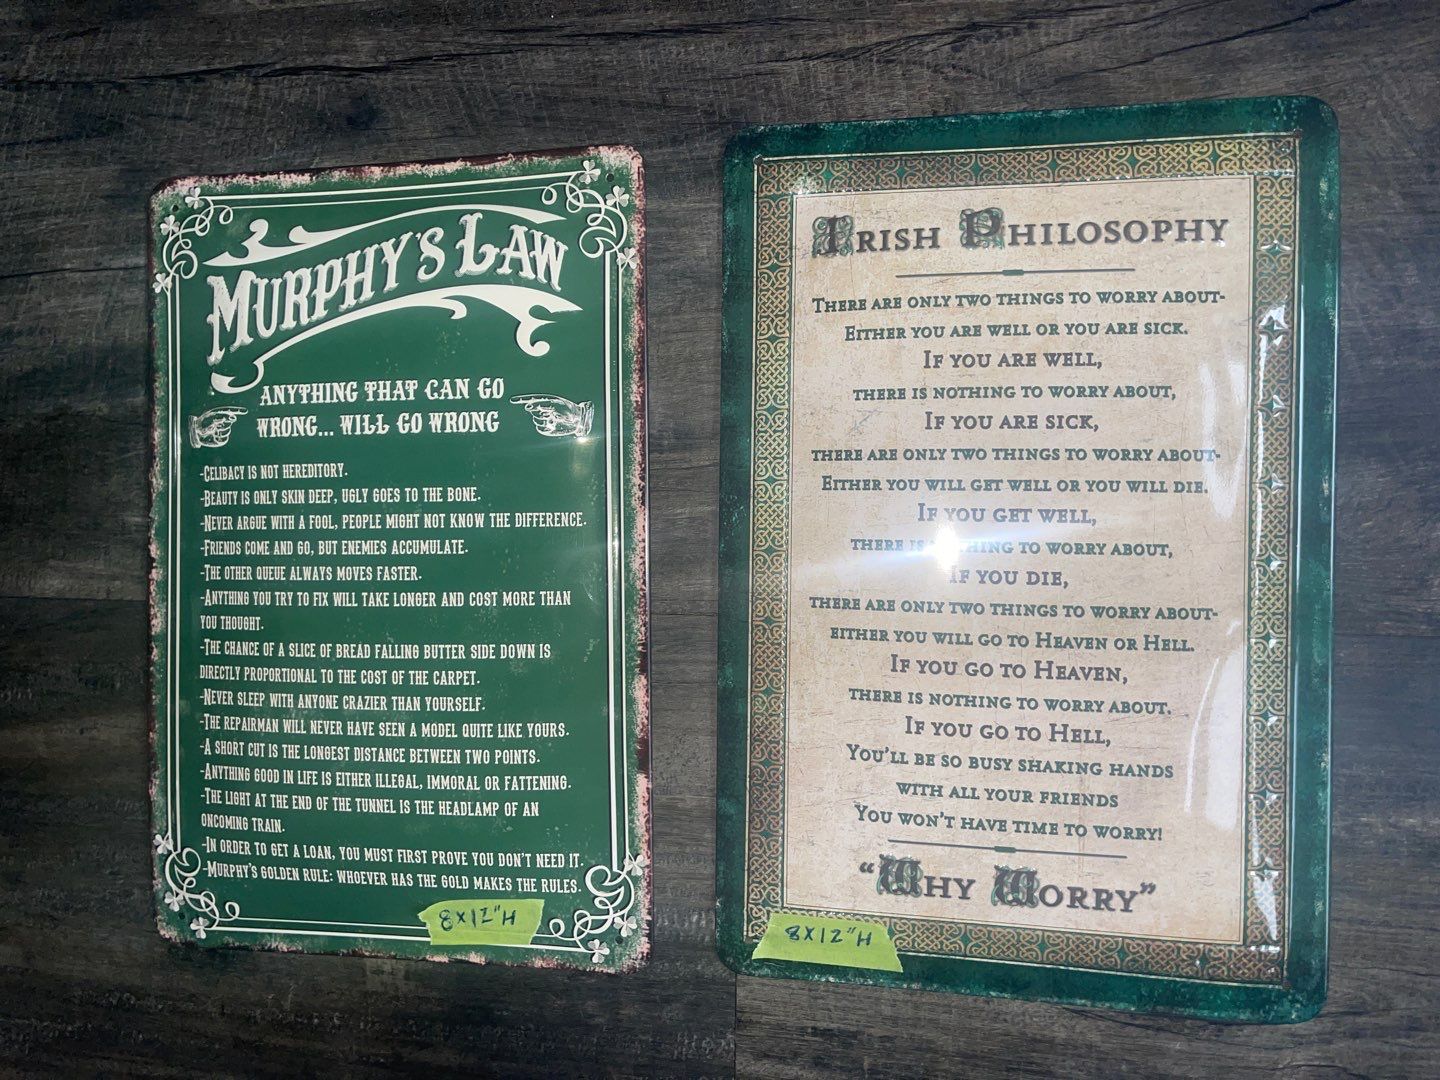 Murphy's Law
Anything that can go
wrong... will go wrong
-Celibacy is not hereditory.
-Beauty is only skin deep, ugly goes to the bone.
-Never argue with a fool, people might not know the difference.
-Friends come and go, but enemies accumulate.
-The other queue always moves faster.
-Anything you try to fix will take longer and cost more than
you thought.
-The chance of a slice of bread falling butter side down is
directly proportional to the cost of the carpet.
-Never sleep with anyone crazier than yourself.
-The repairman will never have seen a model quite like yours.
-A short cut is the longest distance between two points.
-Anything good in life is either illegal, immoral or fattening.
-The light at the end of the tunnel is the headlamp of an
oncoming train.
-In order to get a loan, you must first prove you don't need it.
-Murphy's golden rule: whoever has the gold makes the rules.
8x12"H
Irish Philosophy
There are only two things to worry about-
Either you are well or you are sick.
If you are well,
there is nothing to worry about,
If you are sick,
there are only two things to worry about-
Either you will get well or you will die.
If you get well,
there is nothing to worry about,
If you die,
there are only two things to worry about-
either you will go to Heaven or Hell.
If you go to Heaven,
there is nothing to worry about.
If you go to Hell,
You'll be so busy shaking hands
with all your friends
You won't have time to worry!
"Why Worry"
8x12"H